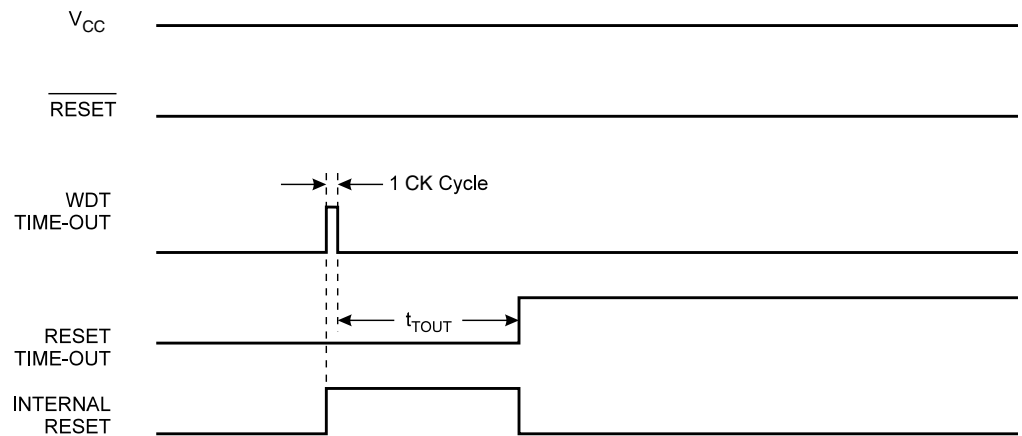 VCC
RESET
1 CK Cycle
WDT
TIME-OUT
tTOUT
RESET
TIME-OUT
INTERNAL
RESET